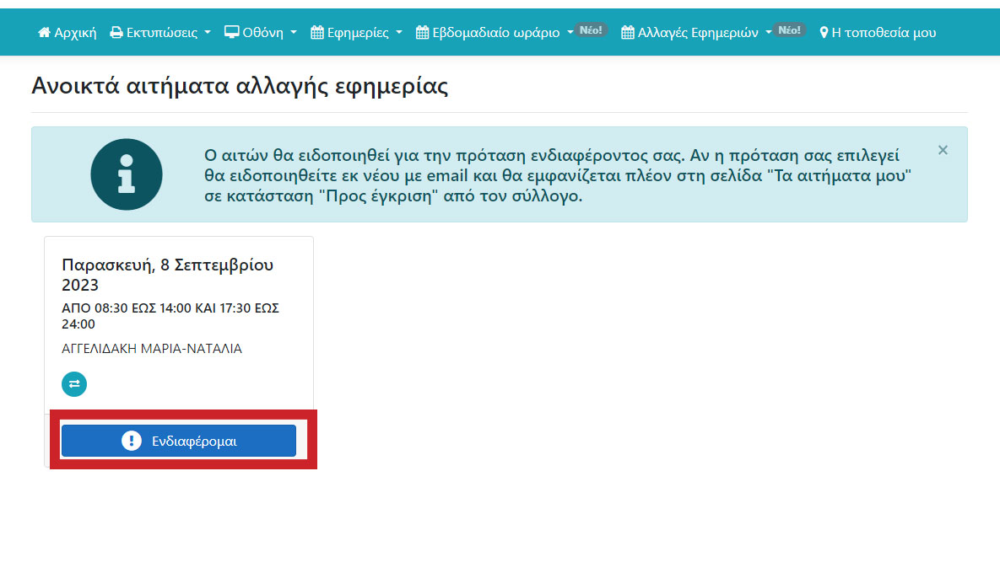 Αρχική Εκτυπώσεις Οθόνη Εφημερίες Εβδομαδιαίο ωράριο Νέο! Αλλαγές Εφημεριών Νέο! Η τοποθεσία μου
Ανοικτά αιτήματα αλλαγής εφημερίας
Ο αιτών θα ειδοποιηθεί για την πρόταση ενδιαφέροντος σας. Αν η πρόταση σας επιλεγεί
θα ειδοποιηθείτε εκ νέου με email και θα εμφανίζεται πλέον στη σελίδα "Τα αιτήματα μου"
σε κατάσταση "Προς έγκριση" από τον σύλλογο.
×
Παρασκευή, 8 Σεπτεμβρίου
2023
ΑΠΟ 08:30 ΕΩΣ 14:00 ΚΑΙ 17:30 ΕΩΣ
24:00
ΑΓΓΕΛΙΔΑΚΗ ΜΑΡΙΑ-ΝΑΤΑΛΙΑ
Ενδιαφέρομαι